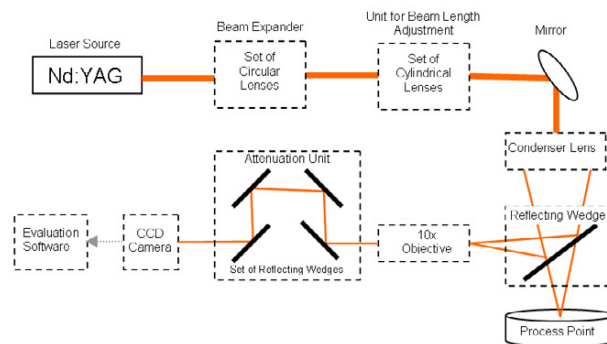 Laser Source
Nd:YAG
Beam Expander
Set of
Circular
Lenses
Unit for Beam Length
Adjustment
Set of
Cylindrical
Lenses
Mirror
Condenser Lens
Reflecting Wedge
Process Point
10x
Objective
Attenuation Unit
Set of Reflecting Wedges
CCD
Camera
Evaluation
Software